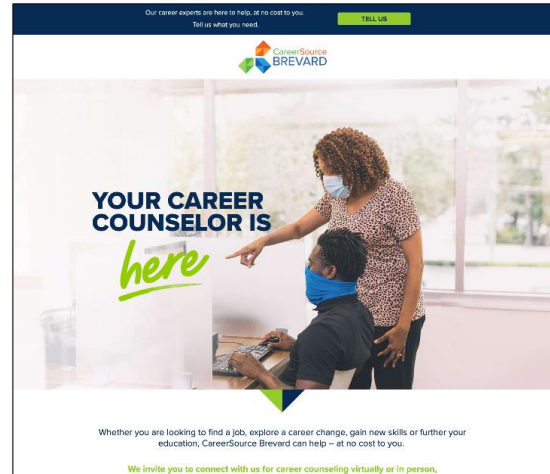 Our career experts are here to help, at no cost to you.
Tell us what you need.
TELL US
CareerSource
BREVARD
YOUR CAREER
COUNSELOR IS
here
Whether you are looking to find a job, explore a career change, gain new skills or further your
education, CareerSource Brevard can help – at no cost to you.
We invite you to connect with us for career counseling virtually or in person,